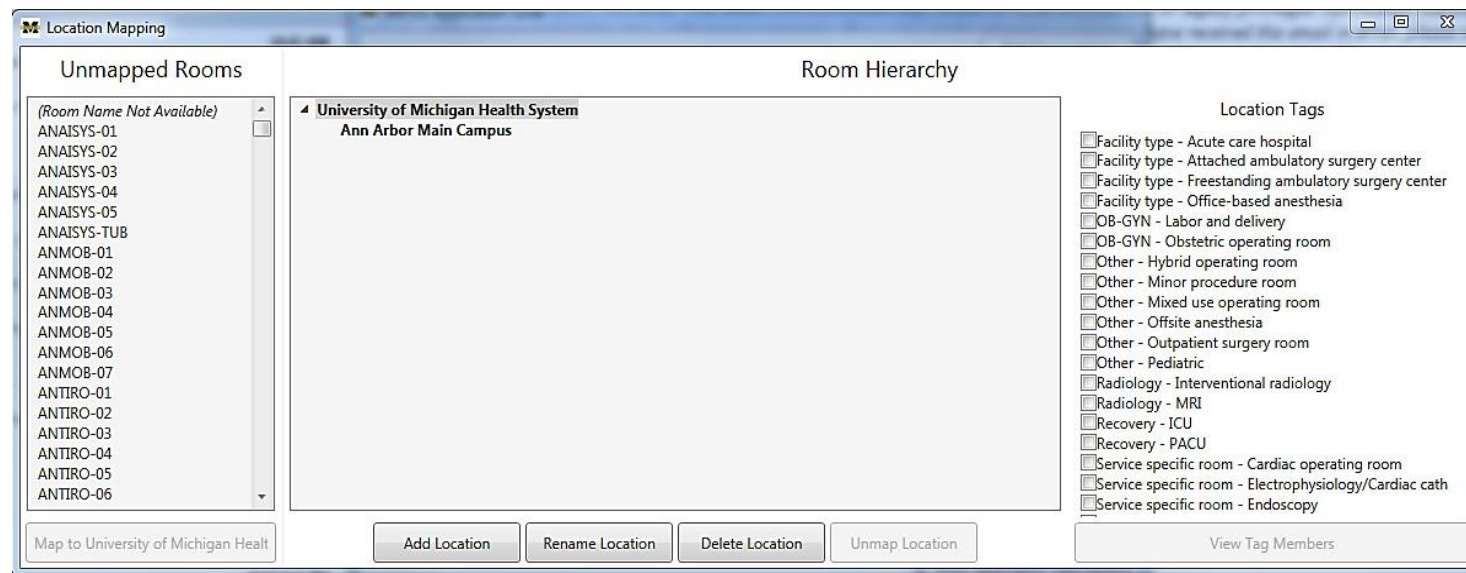 Location Mapping
Unmapped Rooms
(Room Name Not Available)
ANAISYS-01
ANAISYS-02
ANAISYS-03
ANAISYS-04
ANAISYS-05
ANAISYS-TUB
ANMOB-01
ANMOB-02
ANMOB-03
ANMOB-04
ANMOB-05
ANMOB-06
ANMOB-07
ANTIRO-01
ANTIRO-02
ANTIRO-03
ANTIRO-04
ANTIRO-05
ANTIRO-06
Map to University of Michigan Healt
Room Hierarchy
University of Michigan Health System
Ann Arbor Main Campus
Add Location
Rename Location
Delete Location
Unmap Location
Location Tags
Facility type - Acute care hospital
Facility type - Attached ambulatory surgery center
Facility type - Freestanding ambulatory surgery center
Facility type - Office-based anesthesia
OB-GYN - Labor and delivery
OB-GYN - Obstetric operating room
Other - Hybrid operating room
Other - Minor procedure room
Other - Mixed use operating room
Other - Offsite anesthesia
Other - Outpatient surgery room
Other - Pediatric
Radiology - Interventional radiology
Radiology - MRI
Recovery - ICU
Recovery - PACU
Service specific room - Cardiac operating room
Service specific room - Electrophysiology/Cardiac cath
Service specific room - Endoscopy
View Tag Members